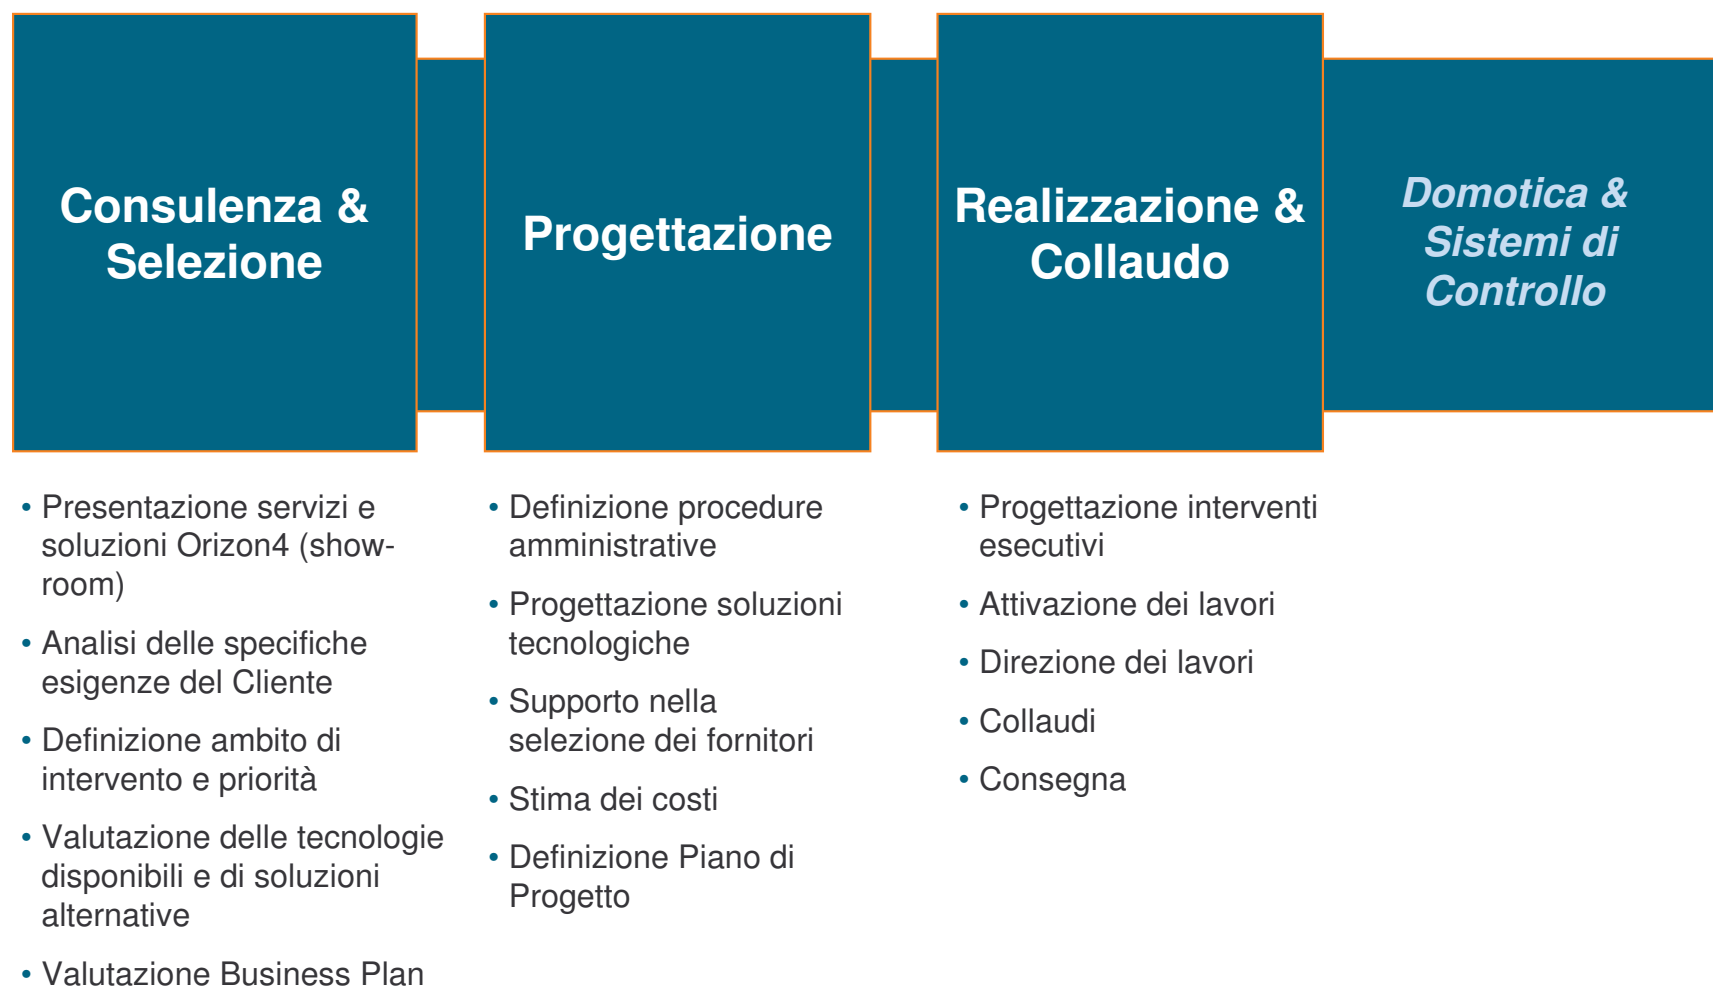 Consulenza &
Selezione
Progettazione
Realizzazione &
Collaudo
Domotica &
Sistemi di
Controllo
• Presentazione servizi e
soluzioni Orizon4 (show-
room)
• Analisi delle specifiche
esigenze del Cliente
• Definizione ambito di
intervento e priorità
• Valutazione delle tecnologie
disponibili e di soluzioni
alternative
• Valutazione Business Plan
• Definizione procedure
amministrative
• Progettazione soluzioni
tecnologiche
• Supporto nella
selezione dei fornitori
• Stima dei costi
• Definizione Piano di
Progetto
• Progettazione interventi
esecutivi
• Attivazione dei lavori
• Direzione dei lavori
• Collaudi
• Consegna